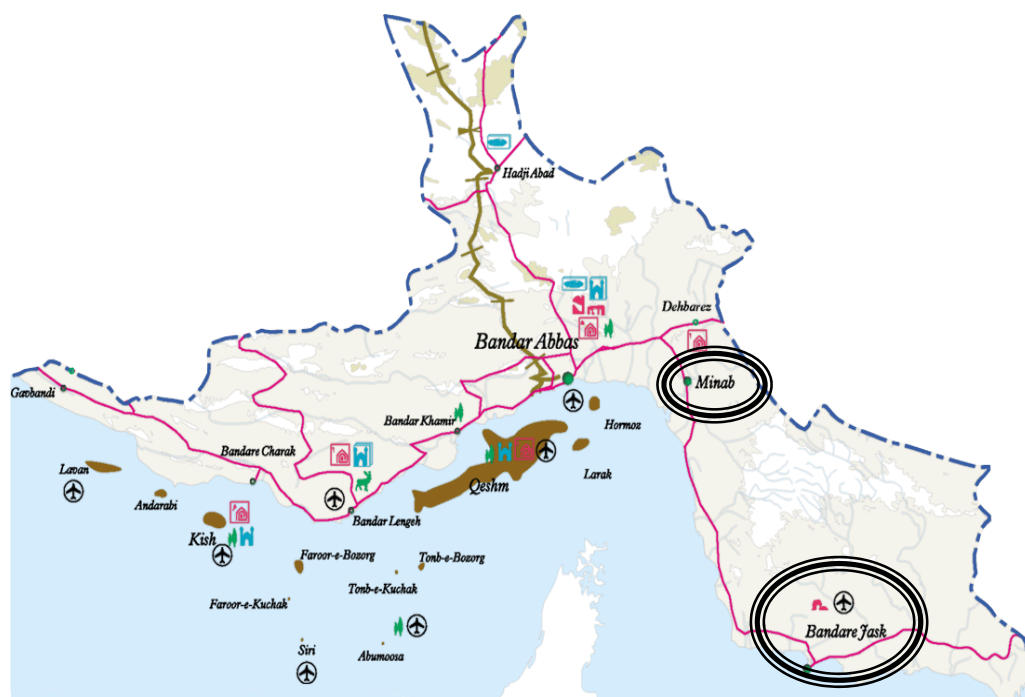 Hadji Abad
Dehbarez
Bandar Abbas
Minab
Gavbandi
Bandar Khamir
Hormoz
Bandare Charak
Larak
Lavan
Qeshm
Andarabi
Bandar Lengeh
Kish
Faroor-e-Bozorg
Tonb-e-Bozorg
Tonb-e-Kuchak
Faroor-e-Kuchak
Bandare Jask
Siri
Abumoosa